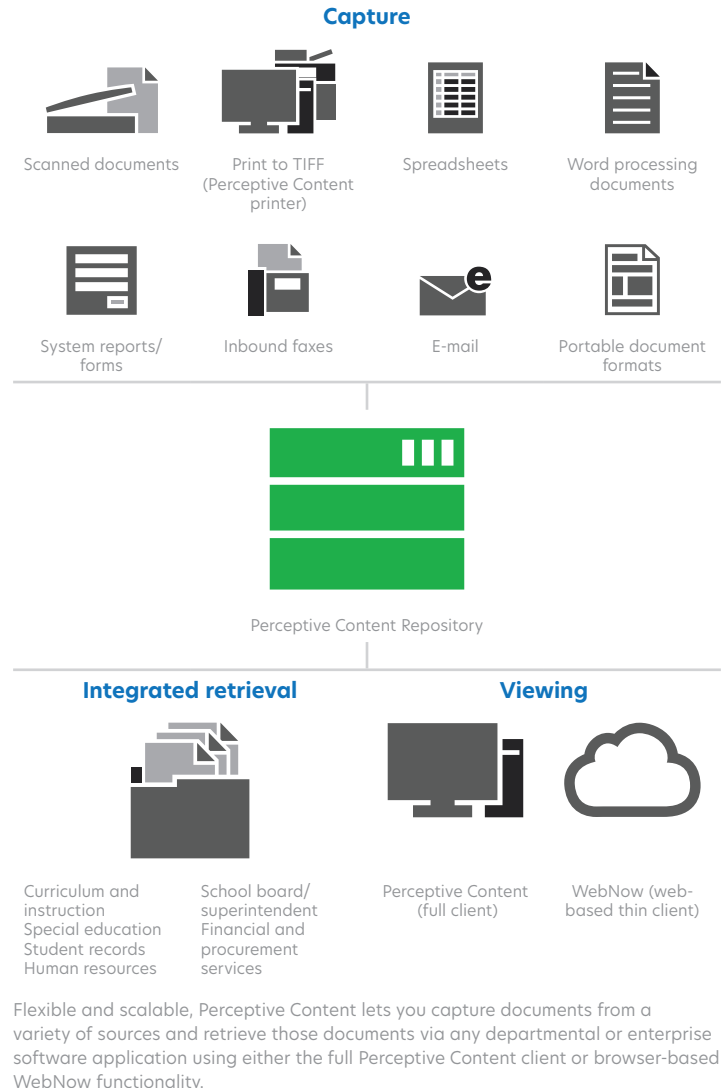 Capture
Scanned documents
Print to TIFF
(Perceptive Content
printer)
Spreadsheets
Word processing
documents
System reports/
forms
Inbound faxes
e
E-mail
Portable document
formats
Perceptive Content Repository
Integrated retrieval
Curriculum and
instruction
Special education
Student records
Human resources
School board/
superintendent
Financial and
procurement
services
Viewing
Perceptive Content
(full client)
WebNow (web-
based thin client)
Flexible and scalable, Perceptive Content lets you capture documents from a
variety of sources and retrieve those documents via any departmental or enterprise
software application using either the full Perceptive Content client or browser-based
WebNow functionality.